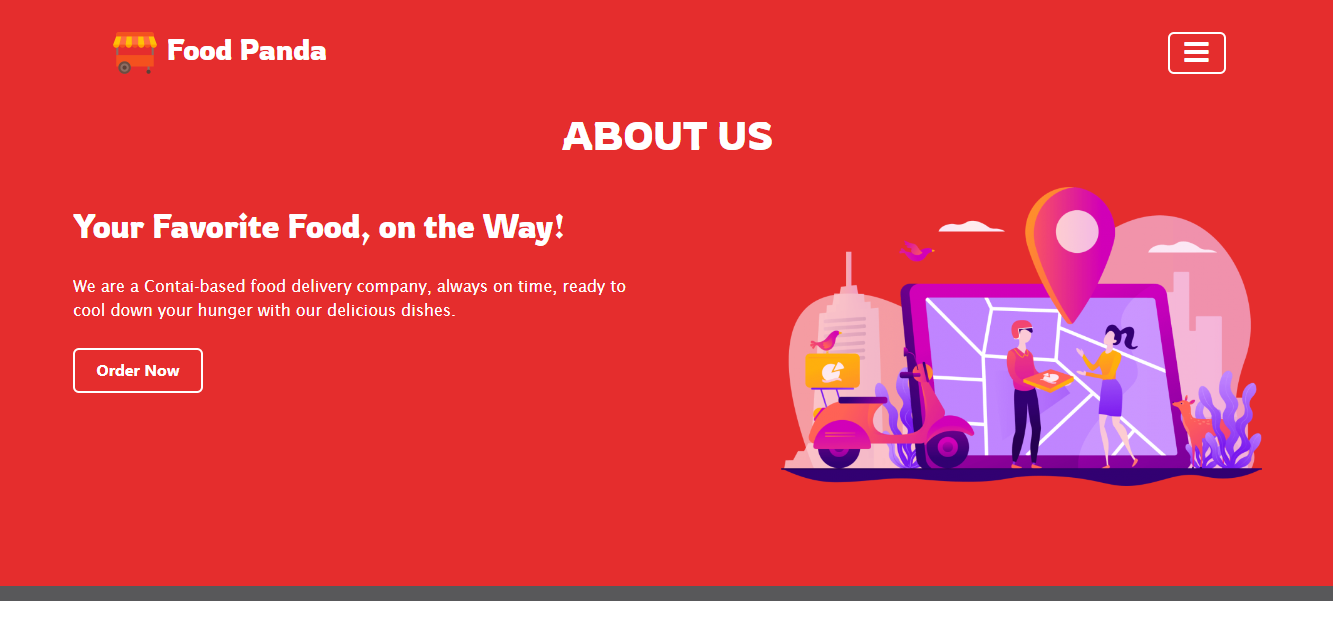 Food Panda
ABOUT US
Your Favorite Food, on the Way!
We are a Contai-based food delivery company, always on time, ready to
cool down your hunger with our delicious dishes.
Order Now